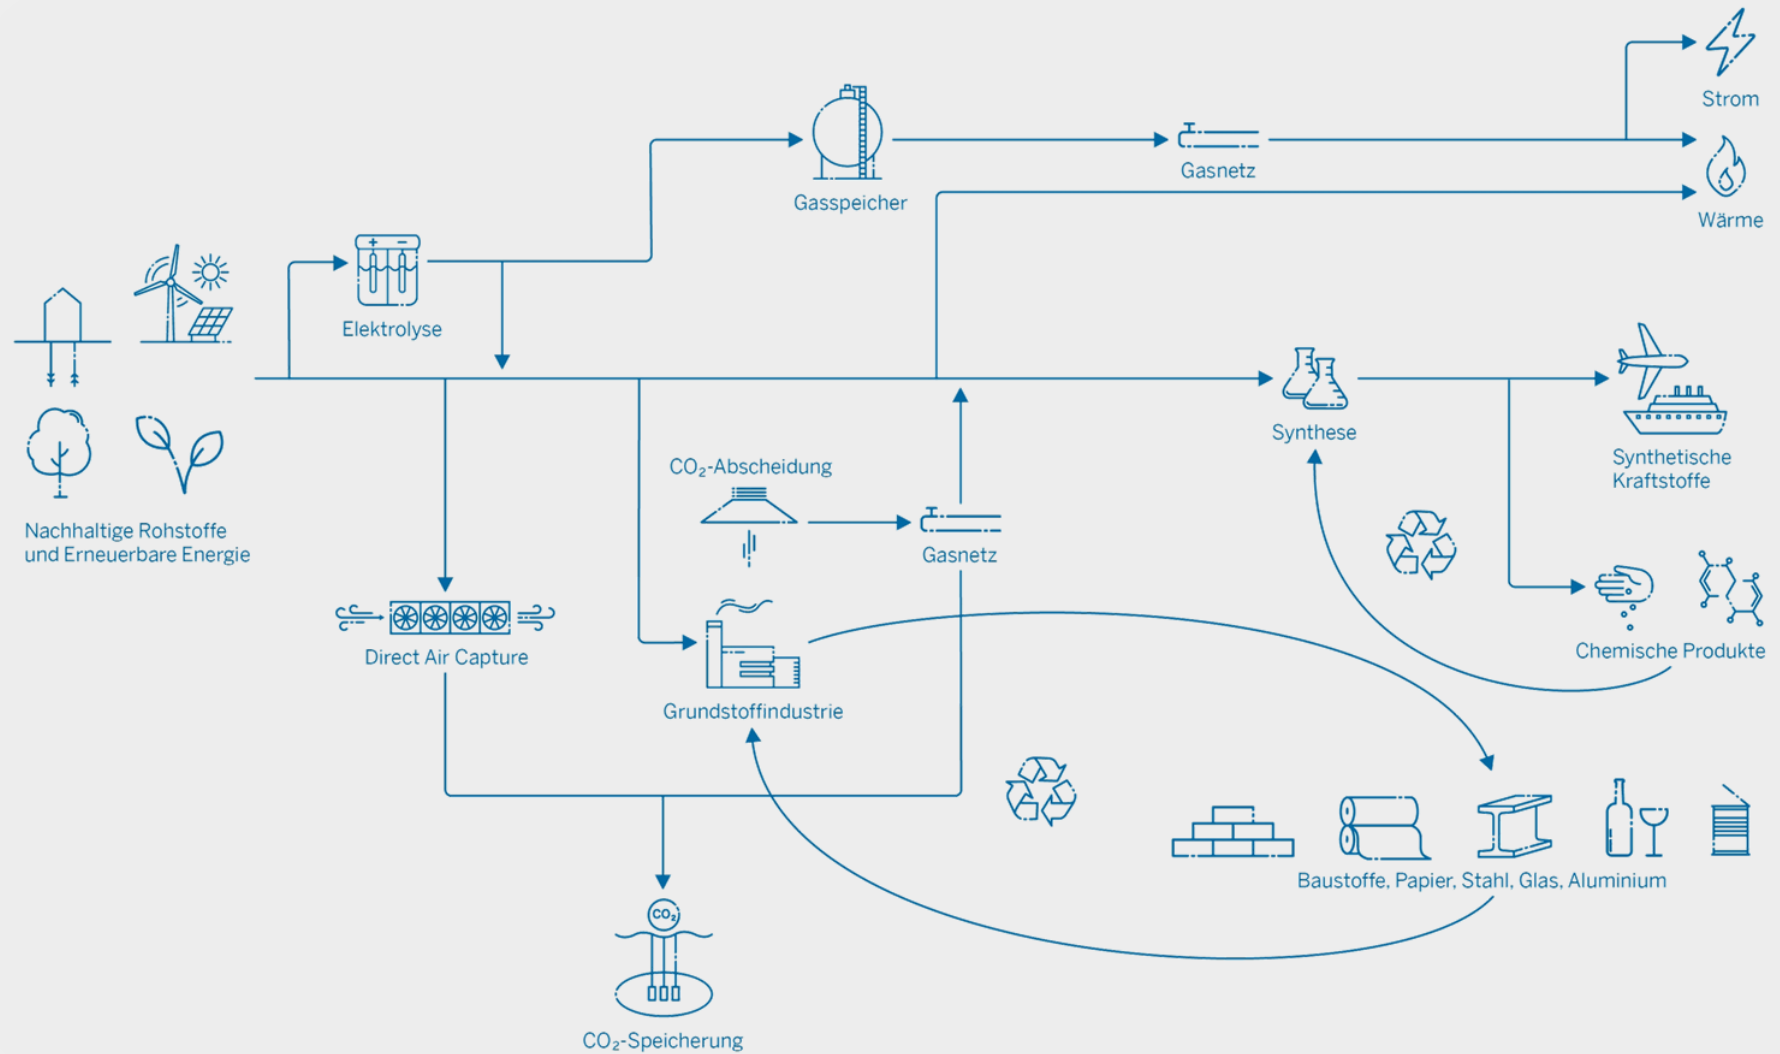 Strom
Gasnetz
Gasspeicher
Wärme
+ −
Elektrolyse
Synthese
Synthetische
Kraftstoffe
CO₂-Abscheidung
Nachhaltige Rohstoffe
und Erneuerbare Energie
Gasnetz
Direct Air Capture
Chemische Produkte
Grundstoffindustrie
Baustoffe, Papier, Stahl, Glas, Aluminium
CO₂
CO₂-Speicherung